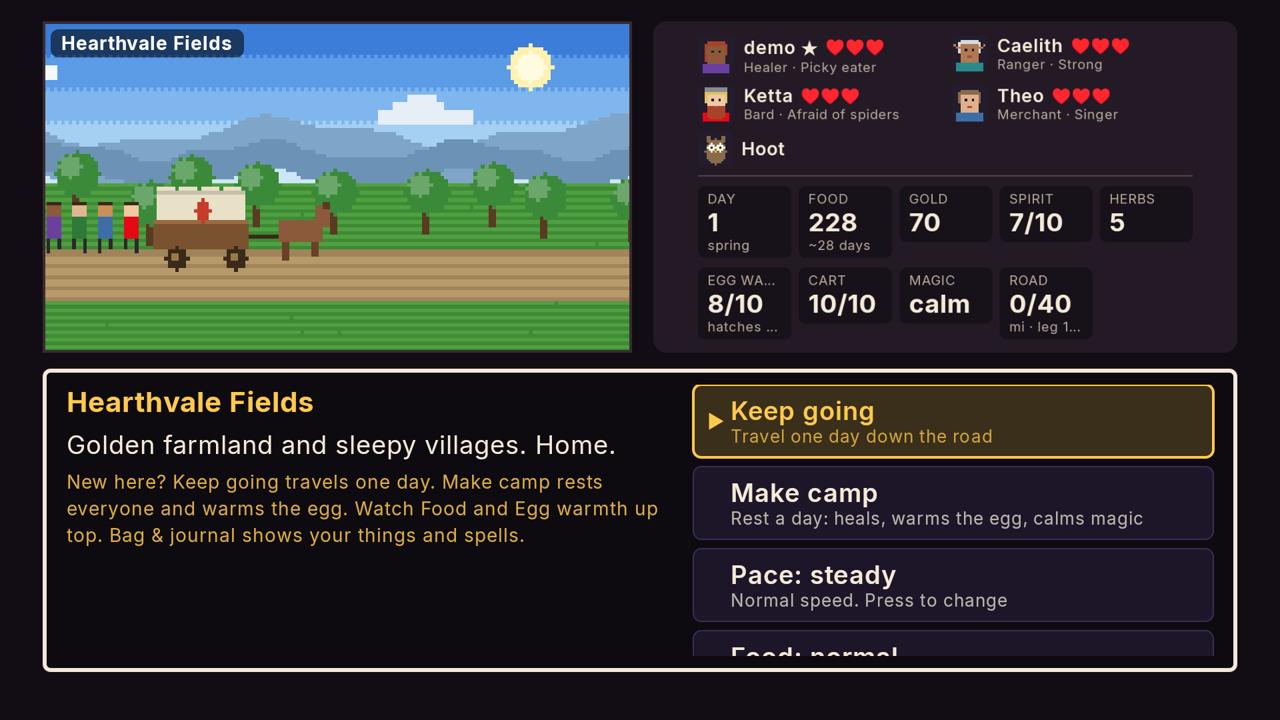 Hearthvale Fields
demo ★
Healer · Picky eater
Caelith
Ranger · Strong
Ketta
Bard · Afraid of spiders
Theo
Merchant · Singer
Hoot
DAY
1
spring
FOOD
228
~28 days
GOLD
70
SPIRIT
7/10
HERBS
5
EGG WA...
8/10
hatches ...
CART
10/10
MAGIC
calm
ROAD
0/40
mi · leg 1...
Hearthvale Fields
Golden farmland and sleepy villages. Home.
New here? Keep going travels one day. Make camp rests
everyone and warms the egg. Watch Food and Egg warmth up
top. Bag & journal shows your things and spells.
Keep going
Travel one day down the road
Make camp
Rest a day: heals, warms the egg, calms magic
Pace: steady
Normal speed. Press to change
Food: normal